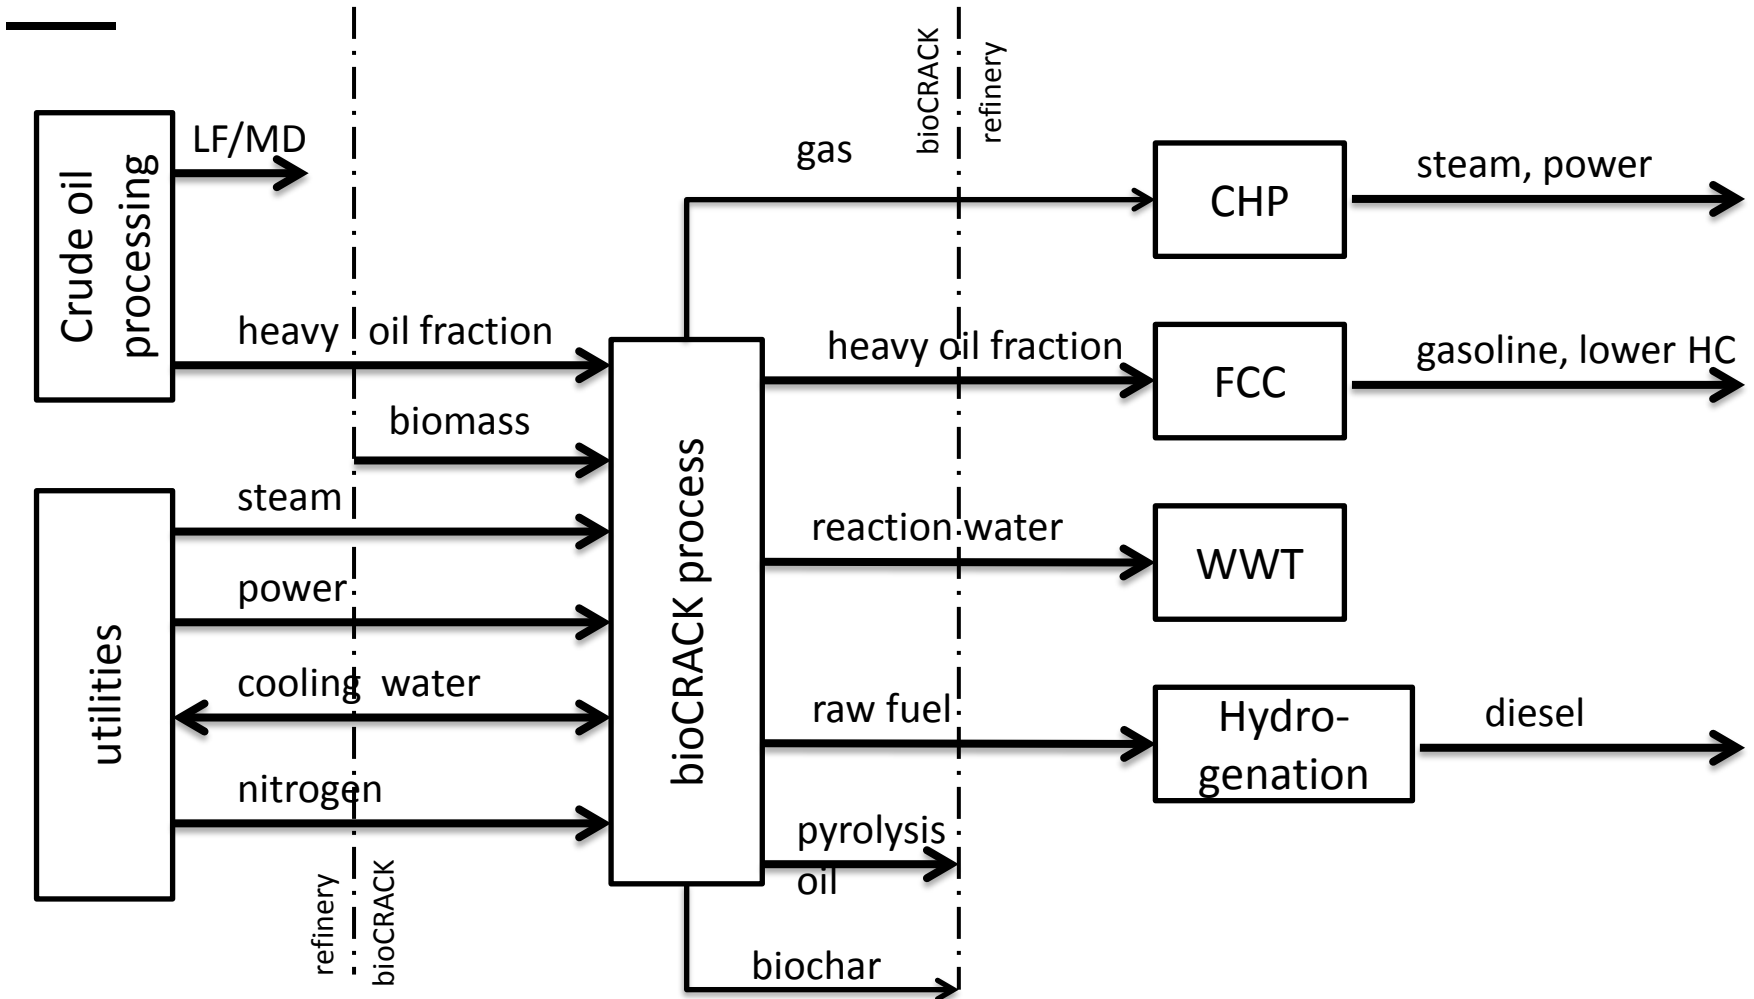 Crude oil
processing
LF/MD
heavy oil fraction
biomass
utilities
steam
power
cooling water
nitrogen
refinery
bioCRACK
bioCRACK process
gas
bioCRACK
refinery
heavy oil fraction
reaction water
raw fuel
pyrolysis
oil
biochar
CHP
steam, power
FCC
gasoline, lower HC
WWT
Hydro-
genation
diesel